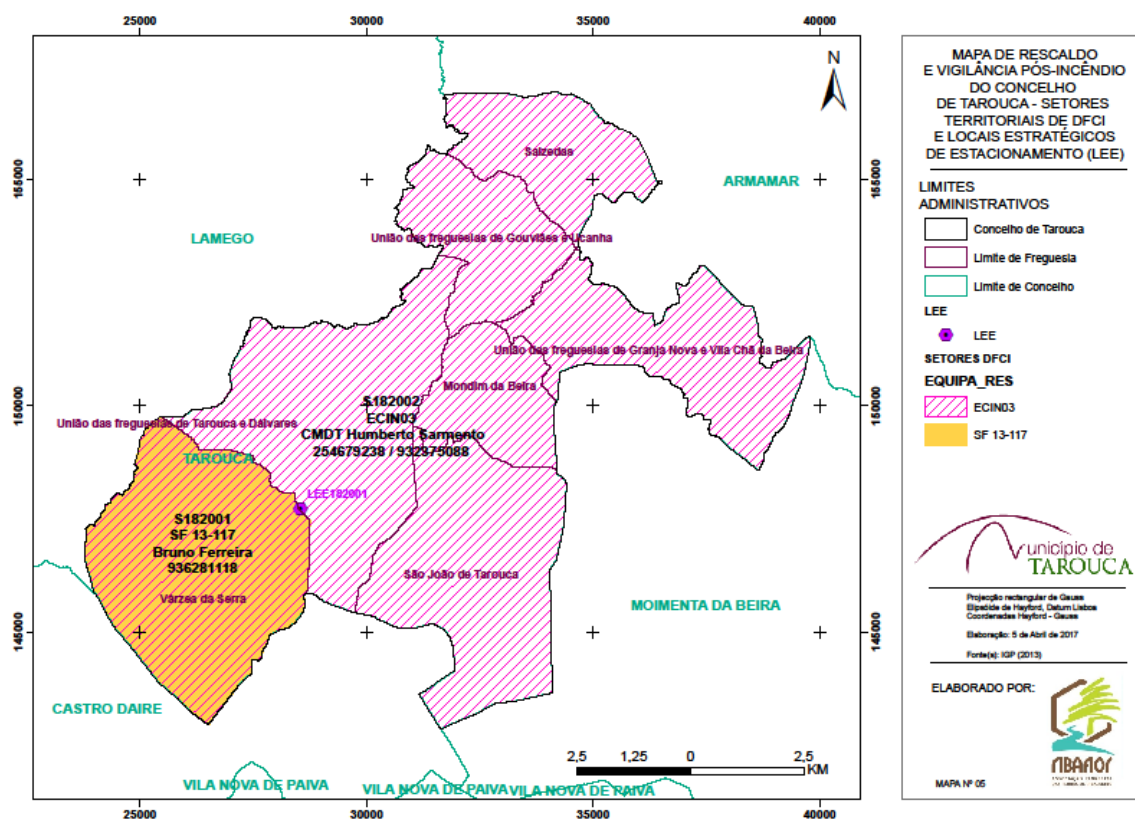 25000
30000
35000
40000
N
155000
155000
150000
150000
145000
145000
Salzedas
ARMAMAR
LAMEGO
União das freguesias de Gouviães e Ucanha
União das freguesias de Granja Nova e Vila Chã da Beira
Mondim da Beira
S182002
ECIN03
CMDT Humberto Sarmento
254679238 / 932375088
União das freguesias de Tarouca e Dálvares
TAROUCA
LEE182001
S182001
SF 13-117
Bruno Ferreira
936281118
Várzea da Serra
São João de Tarouca
MOIMENTA DA BEIRA
CASTRO DAIRE
VILA NOVA DE PAIVA
VILA NOVA DE PAIVA
VILA NOVA DE PAIVA
2,5 1,25 0 2,5
KM
25000
30000
35000
40000
MAPA DE RESCALDO
E VIGILÂNCIA PÓS-INCÊNDIO
DO CONCELHO
DE TAROUCA - SETORES
TERRITORIAIS DE DFCI
E LOCAIS ESTRATÉGICOS
DE ESTACIONAMENTO (LEE)
LIMITES
ADMINISTRATIVOS
Concelho de Tarouca
Limite de Freguesia
Limite de Concelho
LEE
LEE
SETORES DFCI
EQUIPA_RES
ECIN03
SF 13-117
Município de
TAROUCA
Projecção rectangular de Gauss
Elipsóide de Hayford, Datum Lisboa
Coordenadas Hayford - Gauss
Elaboração: 5 de Abril de 2017
Fonte(s): IGP (2013)
ELABORADO POR:
MAPA Nº 05